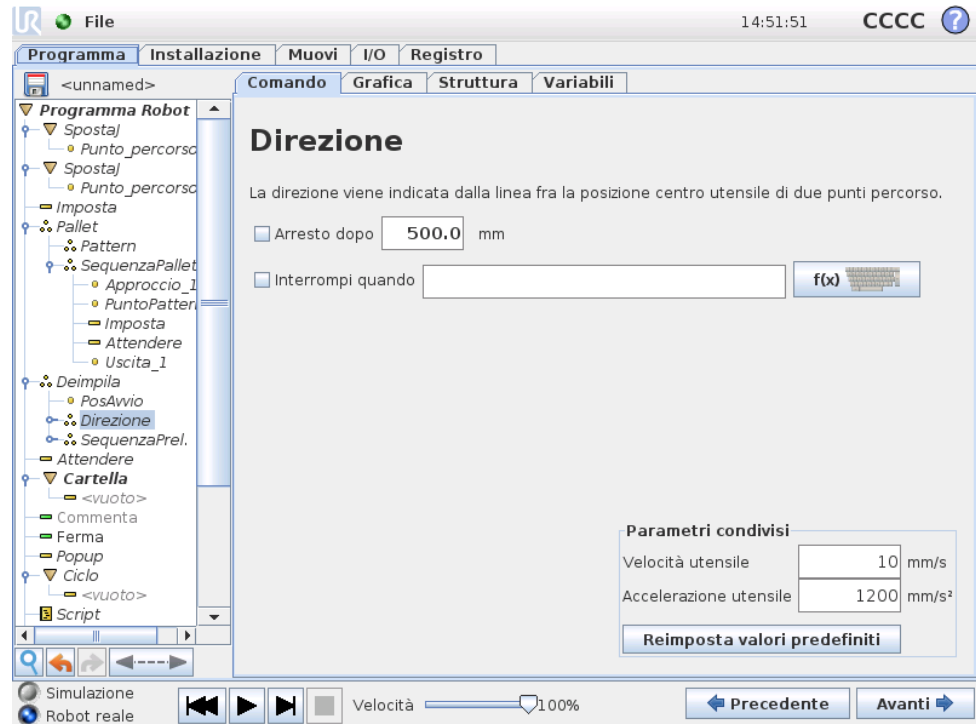 UR File 14:51:51 CCCC ?
Programma Installazione Muovi I/O Registro
<unnamed>
Comando Grafica Struttura Variabili
Programma Robot
SpostaJ
Punto_percorso
SpostaJ
Punto_percorso
Imposta
Pallet
Pattern
SequenzaPallet
Approccio_1
PuntoPattern
Imposta
Attendere
Uscita_1
Deimpila
PosAvvio
Direzione
SequenzaPrel.
Attendere
Cartella
<vuoto>
Commenta
Ferma
Popup
Ciclo
<vuoto>
Script
Direzione
La direzione viene indicata dalla linea fra la posizione centro utensile di due punti percorso.
Arresto dopo 500.0 mm
Interrompi quando f(x)
Parametri condivisi
Velocità utensile 10 mm/s
Accelerazione utensile 1200 mm/s²
Reimposta valori predefiniti
Simulazione
Robot reale
Velocità 100%
Precedente Avanti